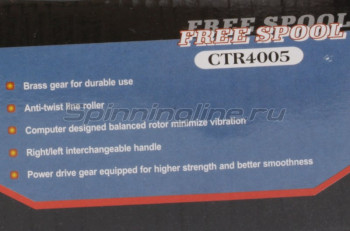 FREE SPOOL
FREE SPOOL
CTR4005
Brass gear for durable use
Anti-twist line roller
Spinningline.ru
Computer designed balanced rotor minimize vibration
Right/left interchangeable handle
Power drive gear equipped for higher strength and better smoothness